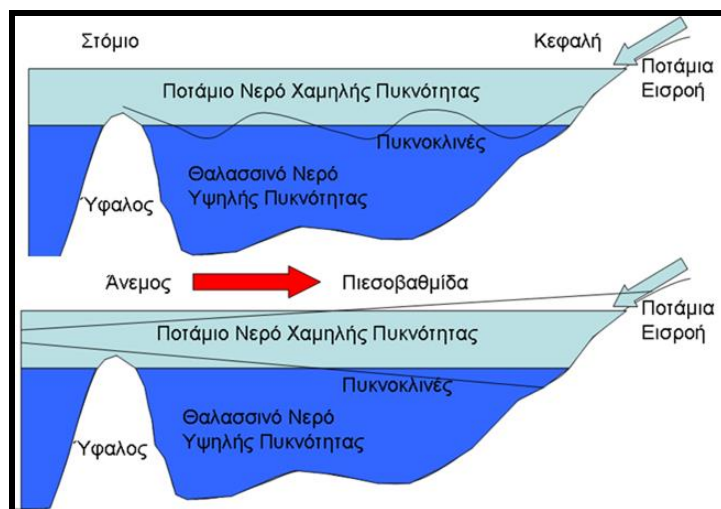 Στόμιο
Κεφαλή
Ποτάμια
Εισροή
Ποτάμιο Νερό Χαμηλής Πυκνότητας
Πυκνοκλινές
Θαλασσινό Νερό
Υψηλής Πυκνότητας
Ύφαλος
Άνεμος
Πιεσοβαθμίδα
Ποτάμια
Εισροή
Ποτάμιο Νερό Χαμηλής Πυκνότητας
Πυκνοκλινές
Θαλασσινό Νερό
Υψηλής Πυκνότητας
Ύφαλος